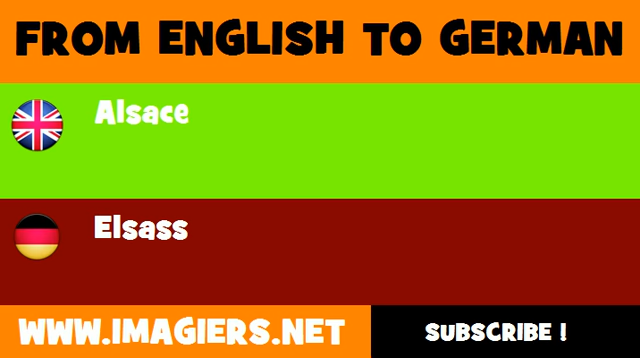 FROM ENGLISH TO GERMAN
Alsace
Elsass
WWW.IMAGIERS.NET
SUBSCRIBE !